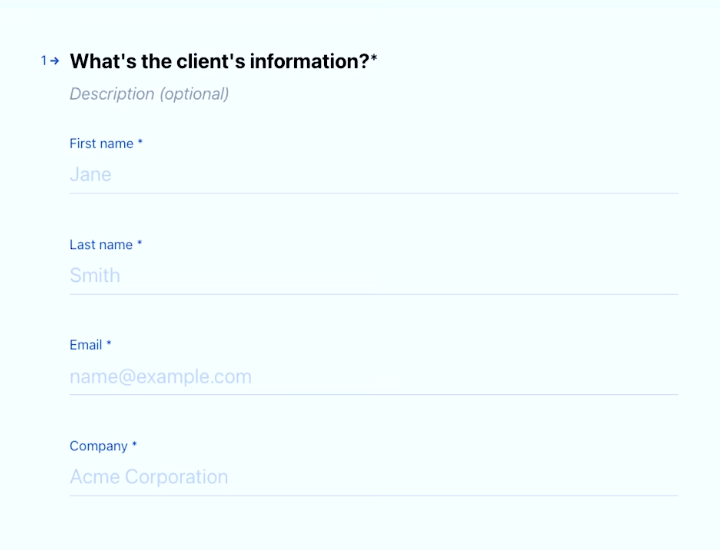 1→ What's the client's information?*
Description (optional)
First name *
Jane
Last name *
Smith
Email *
name@example.com
Company *
Acme Corporation